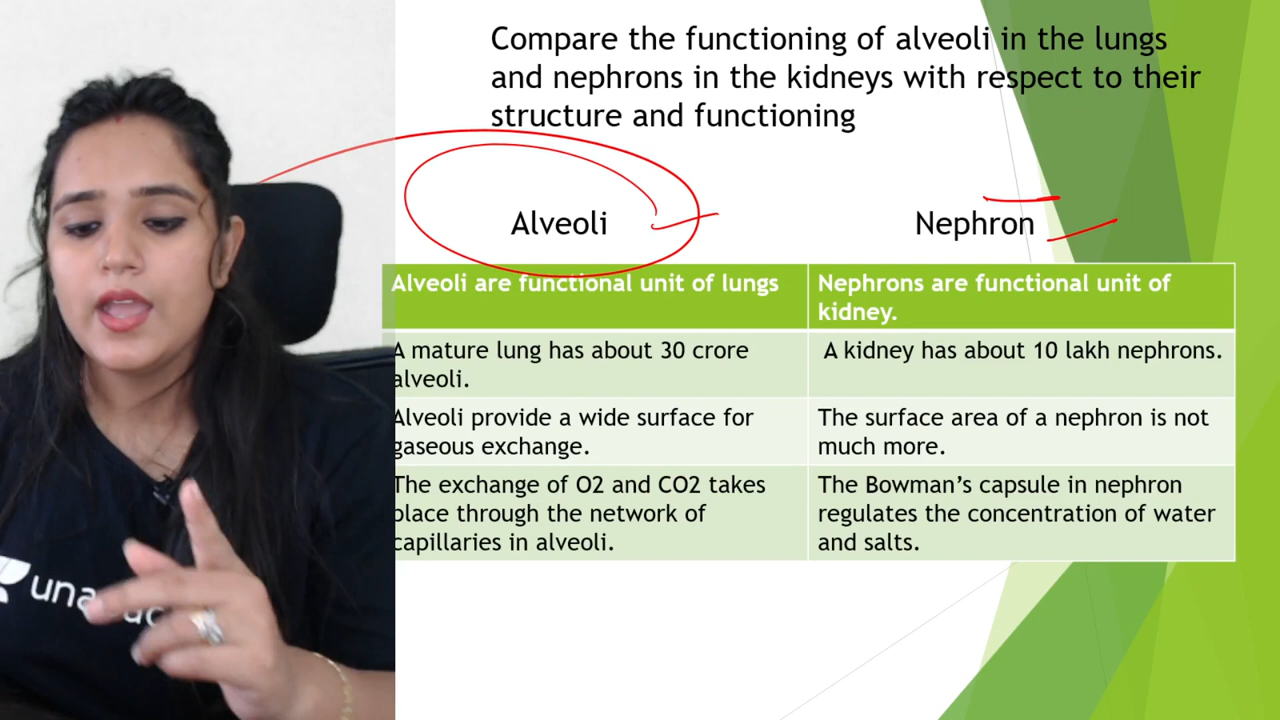 Compare the functioning of alveoli in the lungs
and nephrons in the kidneys with respect to their
structure and functioning
Alveoli
Nephron
Alveoli are functional unit of lungs
Nephrons are functional unit of
kidney.
A mature lung has about 30 crore
alveoli.
A kidney has about 10 lakh nephrons.
Alveoli provide a wide surface for
gaseous exchange.
The surface area of a nephron is not
much more.
The exchange of O2 and CO2 takes
place through the network of
capillaries in alveoli.
The Bowman's capsule in nephron
regulates the concentration of water
and salts.